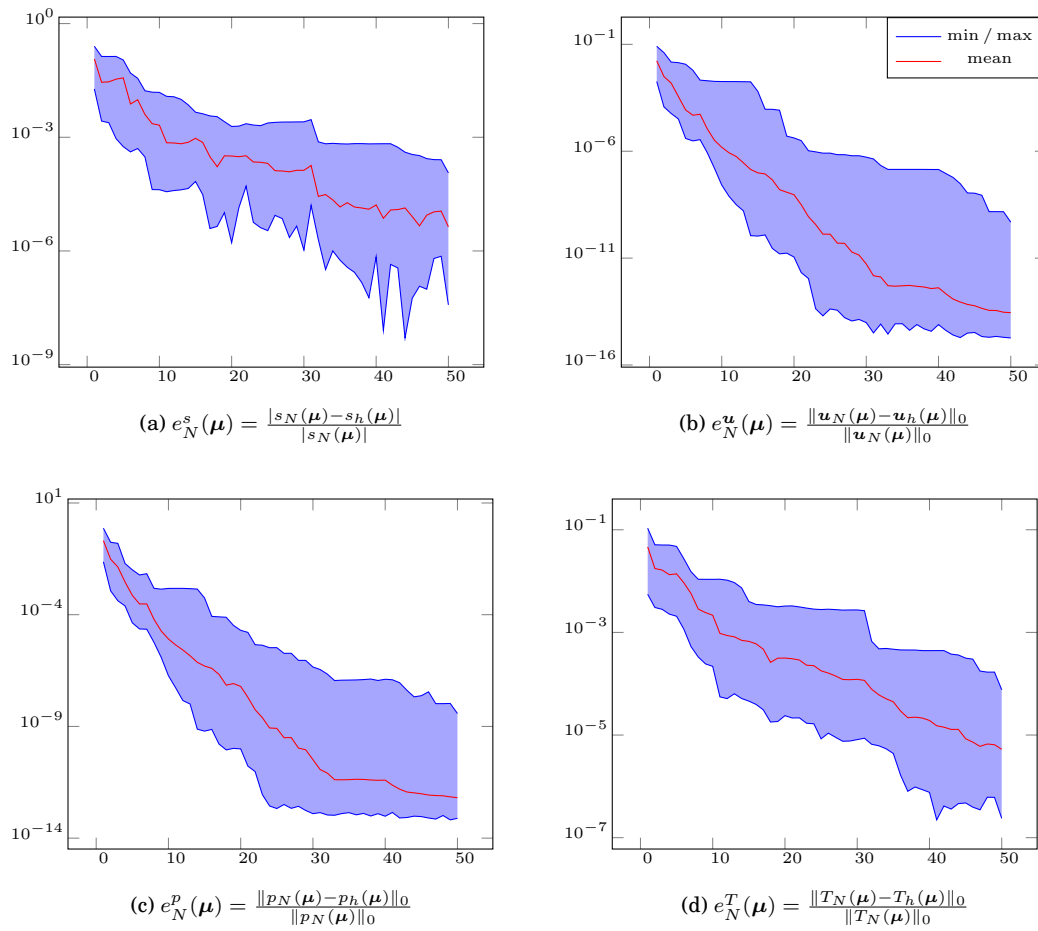 10^0
10^−3
10^−6
10^−9
0 10 20 30 40 50
(a) e_N^s(μ) = |s_N(μ)−s_h(μ)| / |s_N(μ)|
min / max
mean
10^−1
10^−6
10^−11
10^−16
0 10 20 30 40 50
(b) e_N^u(μ) = ‖u_N(μ)−u_h(μ)‖_0 / ‖u_N(μ)‖_0
10^1
10^−4
10^−9
10^−14
0 10 20 30 40 50
(c) e_N^p(μ) = ‖p_N(μ)−p_h(μ)‖_0 / ‖p_N(μ)‖_0
10^−1
10^−3
10^−5
10^−7
0 10 20 30 40 50
(d) e_N^T(μ) = ‖T_N(μ)−T_h(μ)‖_0 / ‖T_N(μ)‖_0